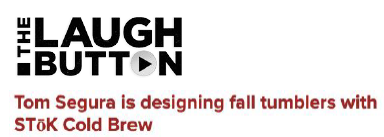 THE
LAUGH
BUTTON
Tom Segura is designing fall tumblers with
STōK Cold Brew